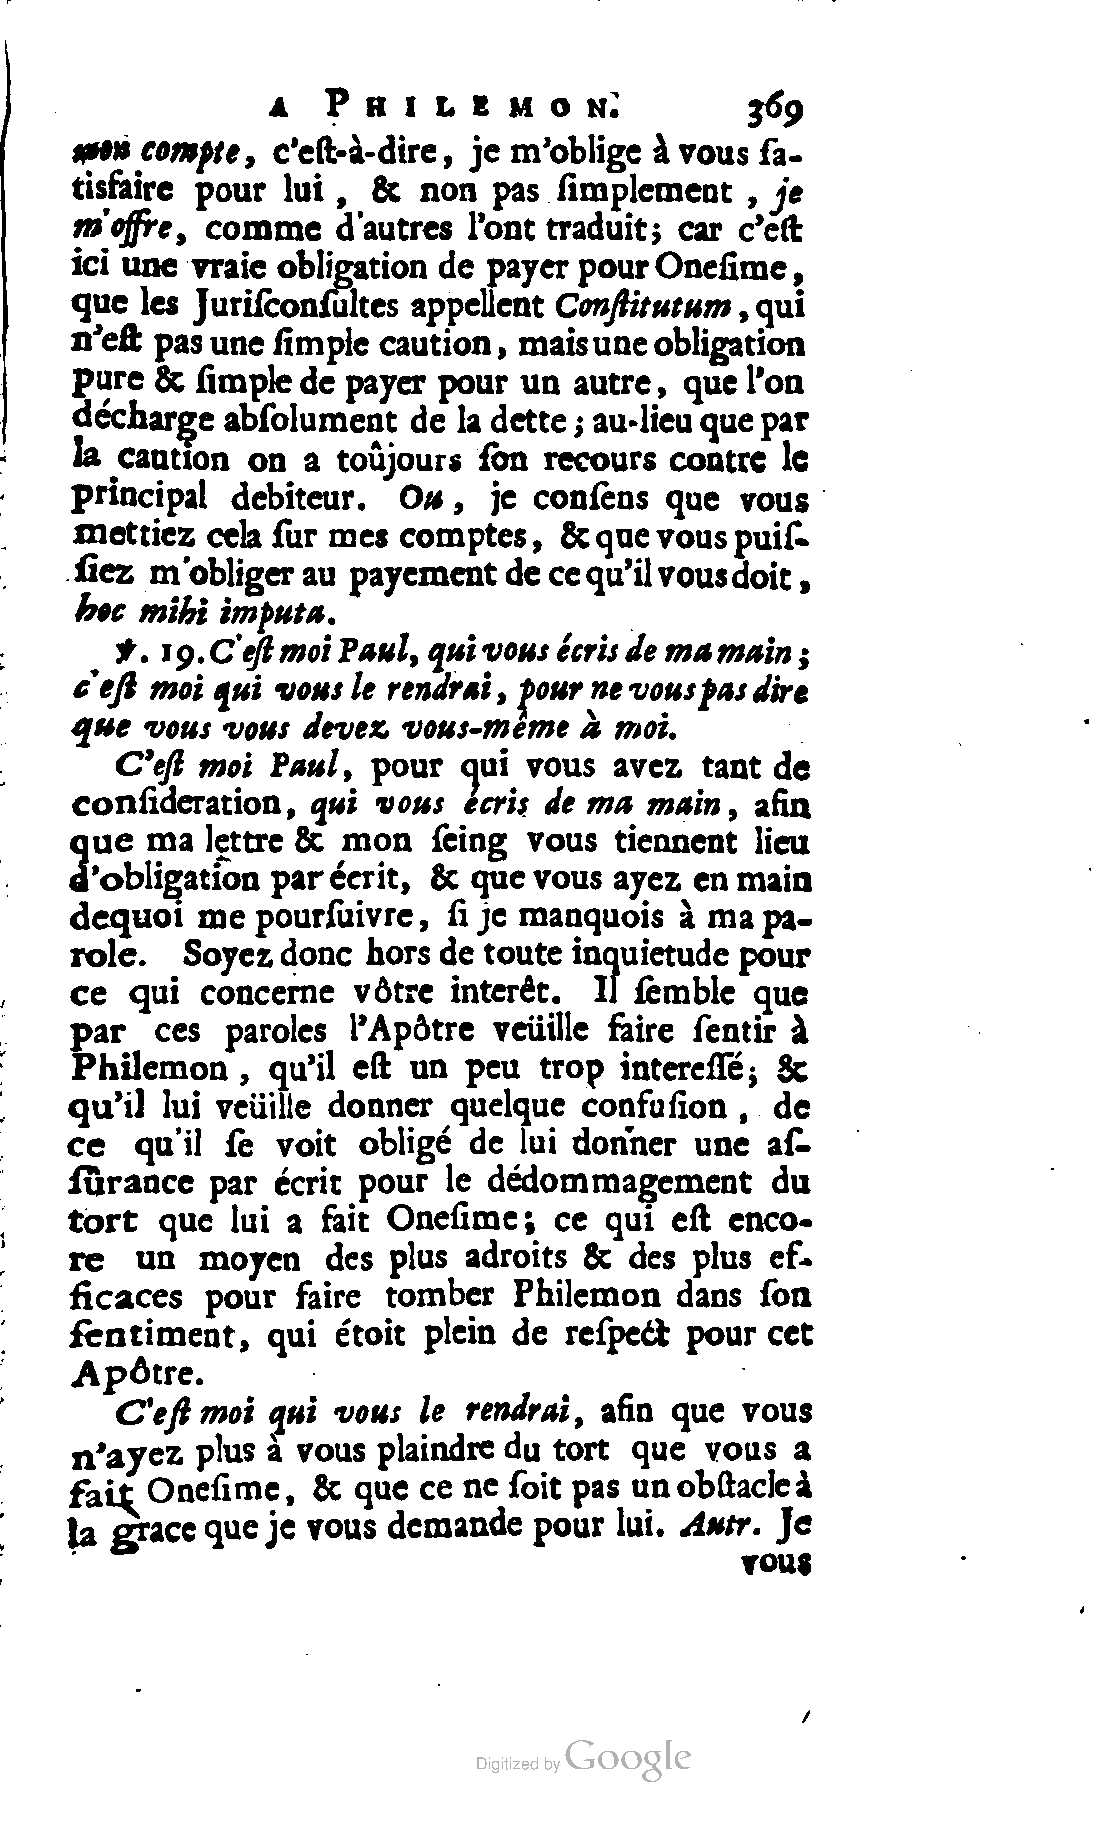 A PHILEMON. 369
mon compte, c'eſt-à-dire, je m'oblige à vous ſa-
tisfaire pour lui, & non pas ſimplement, je
m'offre, comme d'autres l'ont traduit; car c'eſt
ici une vraie obligation de payer pour Oneſime,
que les Juriſconſultes appellent Conſtitutum, qui
n'eſt pas une ſimple caution, mais une obligation
pure & ſimple de payer pour un autre, que l'on
décharge abſolument de la dette; au-lieu que par
la caution on a toûjours ſon recours contre le
principal debiteur. Ou, je conſens que vous
mettiez cela ſur mes comptes, & que vous puiſ-
ſiez m'obliger au payement de ce qu'il vous doit,
hoc mihi imputa.
℣. 19. C'eſt moi Paul, qui vous écris de ma main;
c'eſt moi qui vous le rendrai, pour ne vous pas dire
que vous vous devez vous-même à moi.
C'eſt moi Paul, pour qui vous avez tant de
conſideration, qui vous écris de ma main, afin
que ma lettre & mon ſeing vous tiennent lieu
d'obligation par écrit, & que vous ayez en main
dequoi me pourſuivre, ſi je manquois à ma pa-
role. Soyez donc hors de toute inquietude pour
ce qui concerne vôtre interêt. Il ſemble que
par ces paroles l'Apôtre veüille faire ſentir à
Philemon, qu'il eſt un peu trop intereſſé; &
qu'il lui veüille donner quelque confuſion, de
ce qu'il ſe voit obligé de lui donner une aſ-
ſûrance par écrit pour le dédommagement du
tort que lui a fait Oneſime; ce qui eſt enco-
re un moyen des plus adroits & des plus ef-
ficaces pour faire tomber Philemon dans ſon
ſentiment, qui étoit plein de reſpect pour cet
Apôtre.
C'eſt moi qui vous le rendrai, afin que vous
n'ayez plus à vous plaindre du tort que vous a
fait Oneſime, & que ce ne ſoit pas un obſtacle à
la grace que je vous demande pour lui. Autr. Je
vous
Digitized by Google